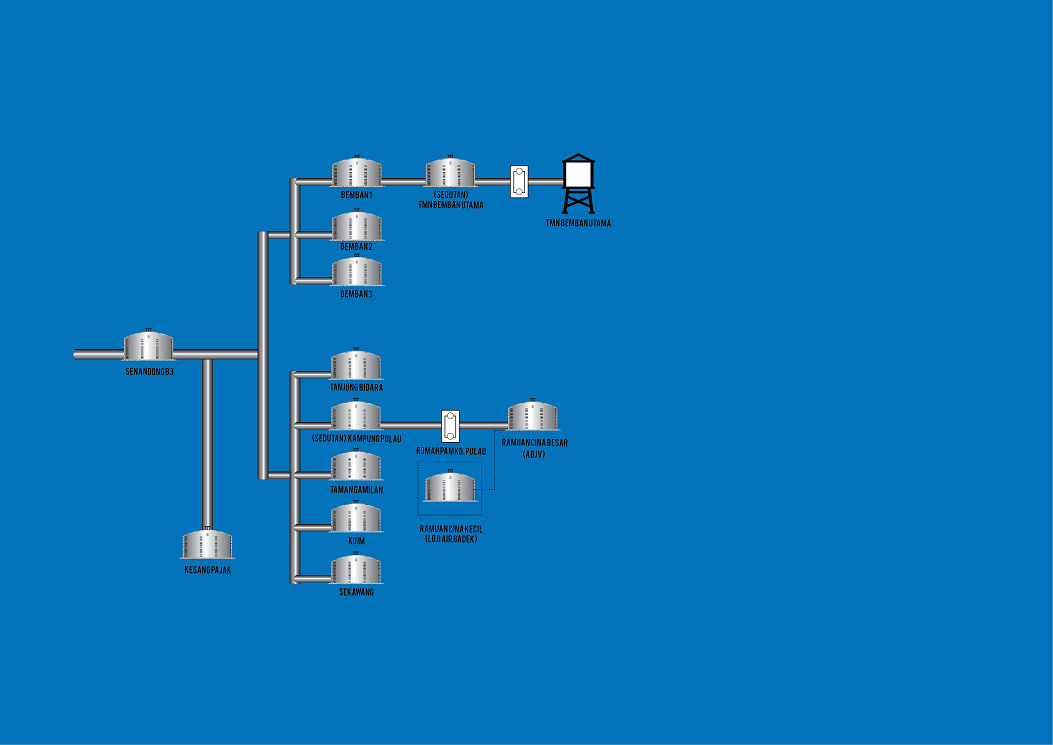 BEMBAN 1
(SEDUTAN)
TMN BEMBAN UTAMA
TMN BEMBAN UTAMA
BEMBAN 2
BEMBAN 3
SENANDONG B3
TANJUNG BIDARA
(SEDUTAN) KAMPUNG PULAU
RUMAH PAM KG. PULAU
RAMUAN CINA BESAR
(ABJV)
TAMAN GAMILAN
RAMUAN CINA KECIL
(LOJI AIR GADEK)
KUIM
KESANG PAJAK
SEKAWANG